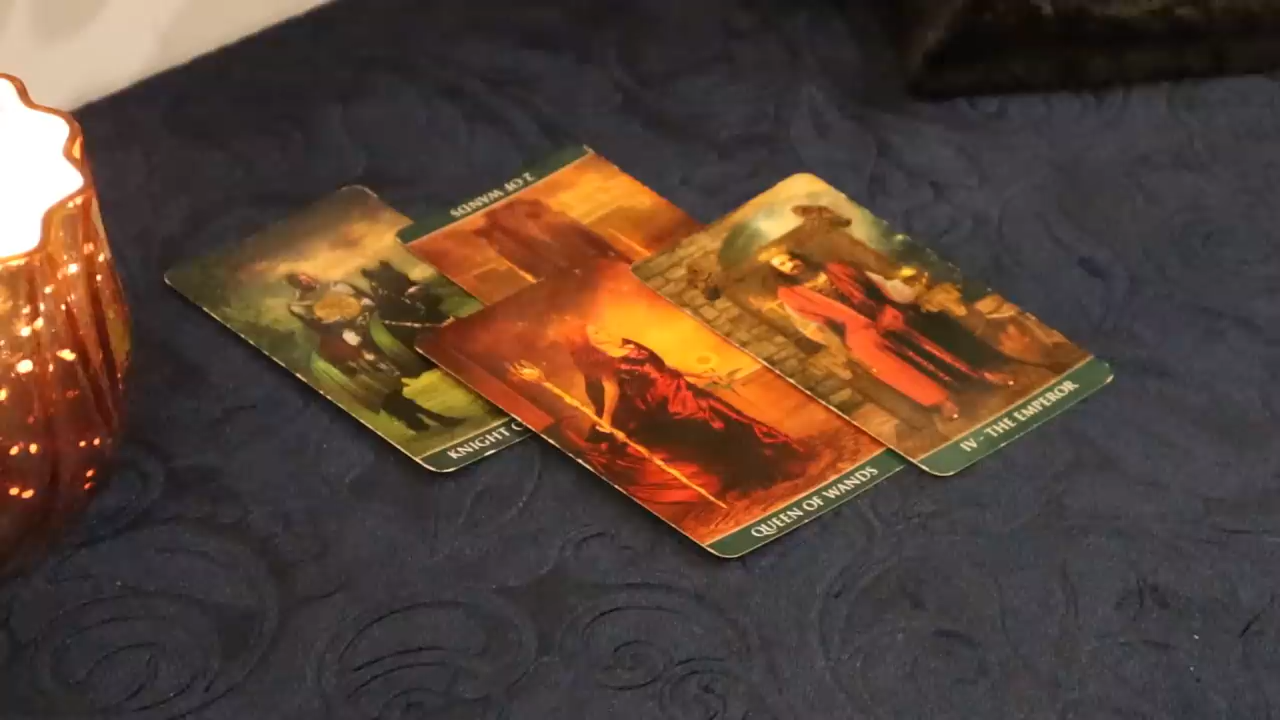 2 OF WANDS
KNIGHT
QUEEN OF WANDS
IV - THE EMPEROR